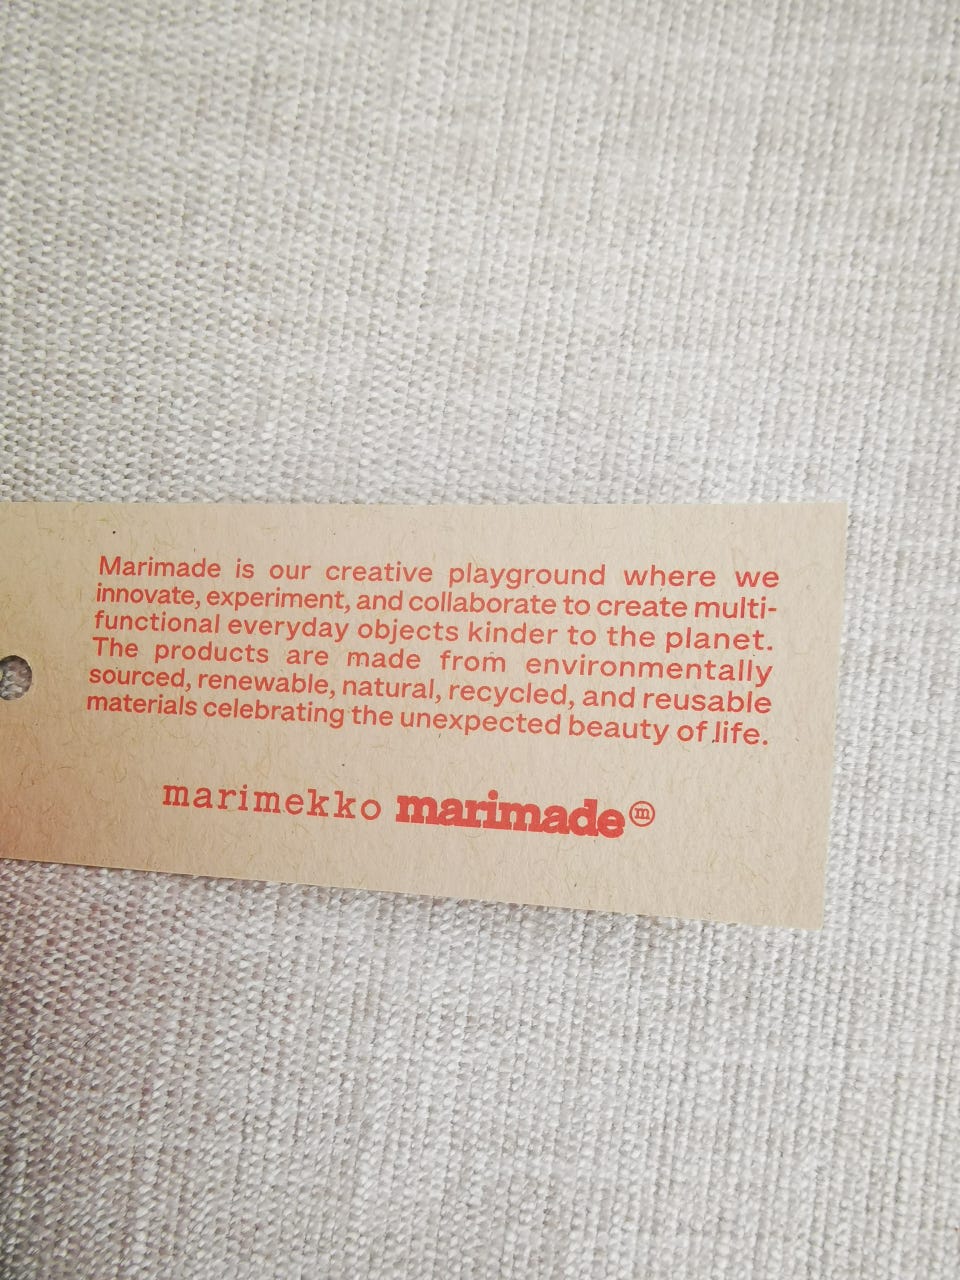 Marimade is our creative playground where we
innovate, experiment, and collaborate to create multi-
functional everyday objects kinder to the planet.
The products are made from environmentally
sourced, renewable, natural, recycled, and reusable
materials celebrating the unexpected beauty of life.
marimekko marimade ⓜ